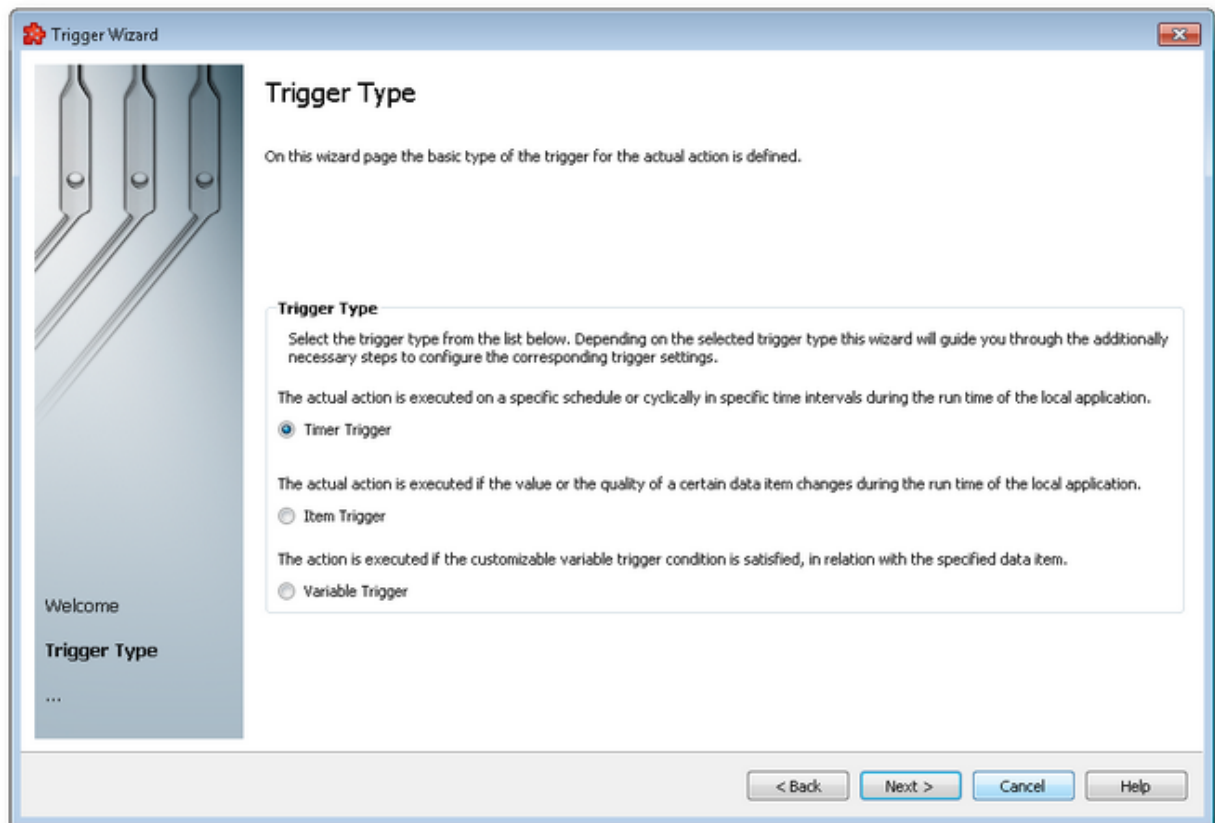 Trigger Wizard
Trigger Type
On this wizard page the basic type of the trigger for the actual action is defined.
Trigger Type
Select the trigger type from the list below. Depending on the selected trigger type this wizard will guide you through the additionally
necessary steps to configure the corresponding trigger settings.
The actual action is executed on a specific schedule or cyclically in specific time intervals during the run time of the local application.
Timer Trigger
The actual action is executed if the value or the quality of a certain data item changes during the run time of the local application.
Item Trigger
The action is executed if the customizable variable trigger condition is satisfied, in relation with the specified data item.
Variable Trigger
Welcome
Trigger Type
...
< Back Next > Cancel Help